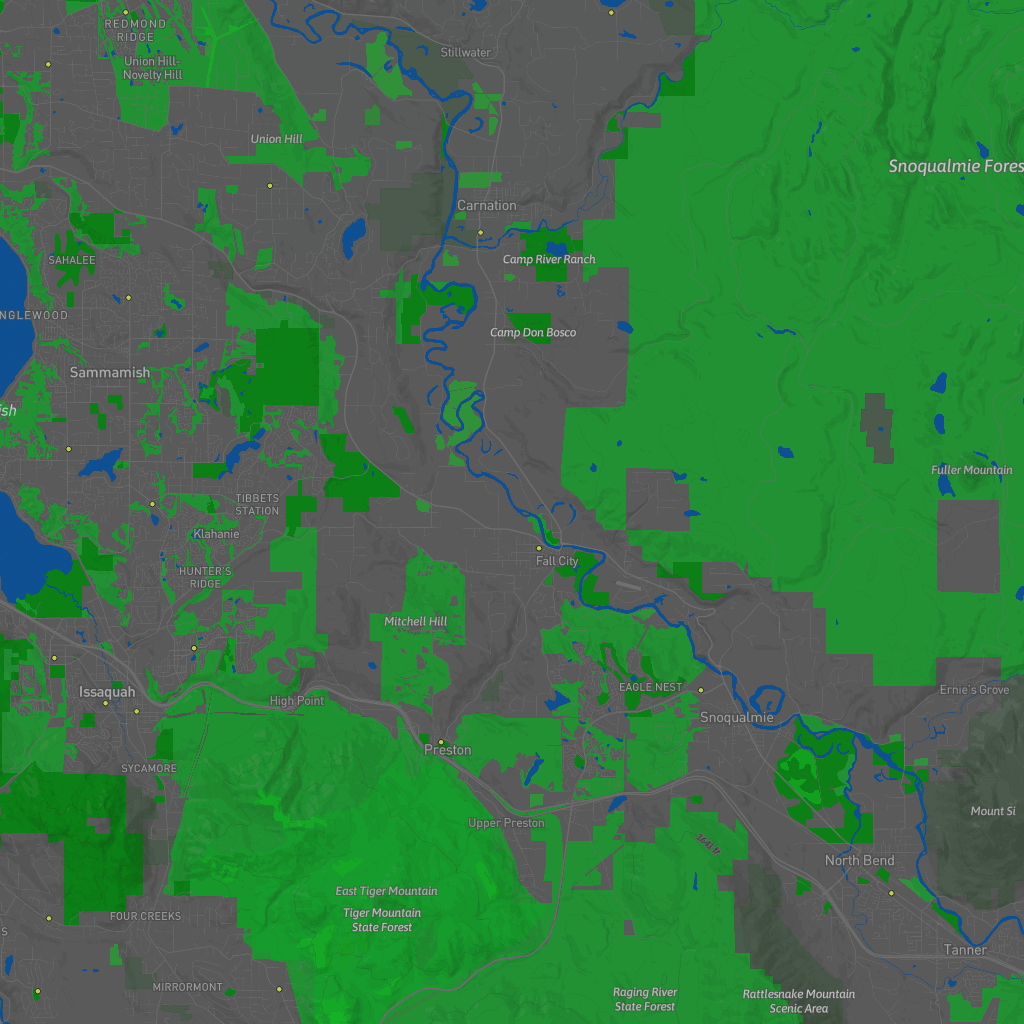 REDMOND
RIDGE
Stillwater
Union Hill-
Novelty Hill
Union Hill
Snoqualmie Fores
Carnation
SAHALEE
Camp River Ranch
NGLEWOOD
Camp Don Bosco
Sammamish
ish
Fuller Mountain
TIBBETS
STATION
Klahanie
Fall City
HUNTER'S
RIDGE
Mitchell Hill
EAGLE NEST
Ernie's Grove
Issaquah
High Point
Snoqualmie
Preston
SYCAMORE
Mount Si
Upper Preston
1643 ft
North Bend
East Tiger Mountain
Tiger Mountain
State Forest
FOUR CREEKS
S
Tanner
MIRRORMONT
Raging River
State Forest
Rattlesnake Mountain
Scenic Area